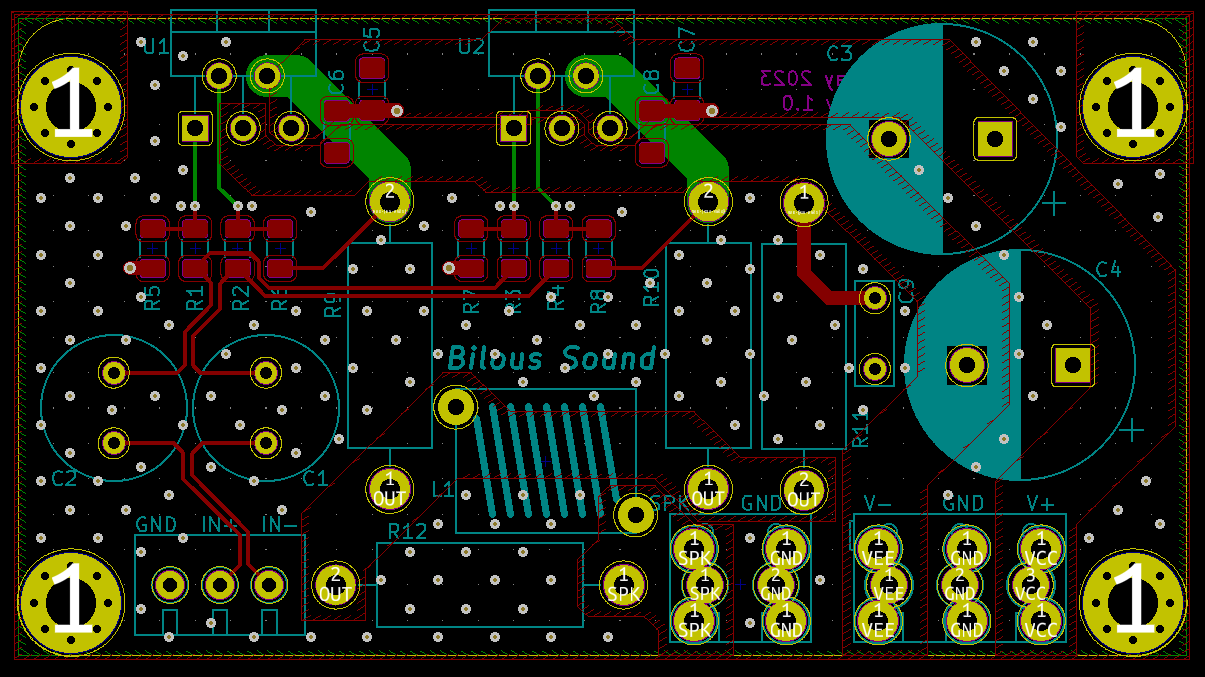 U1
C5
U2
C7
C3
C6
C8
2023
1.0
1
1
2
2
1
C4
R5
R1
R2
R9
R7
R4
R8
R10
C9
Bilous Sound
R11
C2
C1
L1
1
OUT
1
OUT
2
OUT
SPK
GND
V-
GND
V+
GND
IN+
IN-
R12
1
SPK
1
GND
1
VEE
1
GND
1
VCC
2
OUT
1
SPK
1
SPK
2
GND
1
VEE
2
GND
3
VCC
1
SPK
1
GND
1
VEE
1
GND
1
VCC
1
1